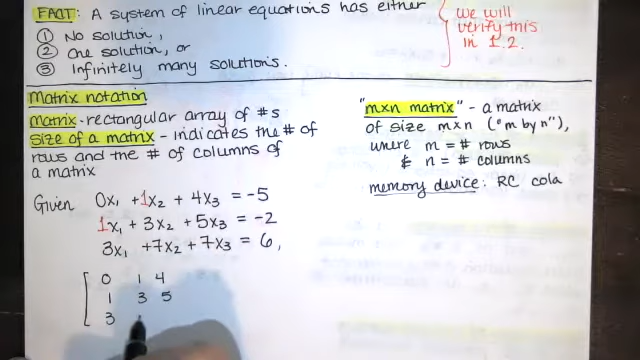 FACT: A system of linear equations has either
① No solution,
② One solution, or
③ Infinitely many solutions.
we will
verify this
in 1.2.
Matrix notation
matrix - rectangular array of #s
size of a matrix - indicates the # of
rows and the # of columns of
a matrix
"m×n matrix" - a matrix
of size m×n ("m by n"),
where m = # rows
& n = # columns
memory device: RC cola
Given 0x₁ + 1x₂ + 4x₃ = -5
1x₁ + 3x₂ + 5x₃ = -2
3x₁ + 7x₂ + 7x₃ = 6,
0 1 4
1 3 5
3